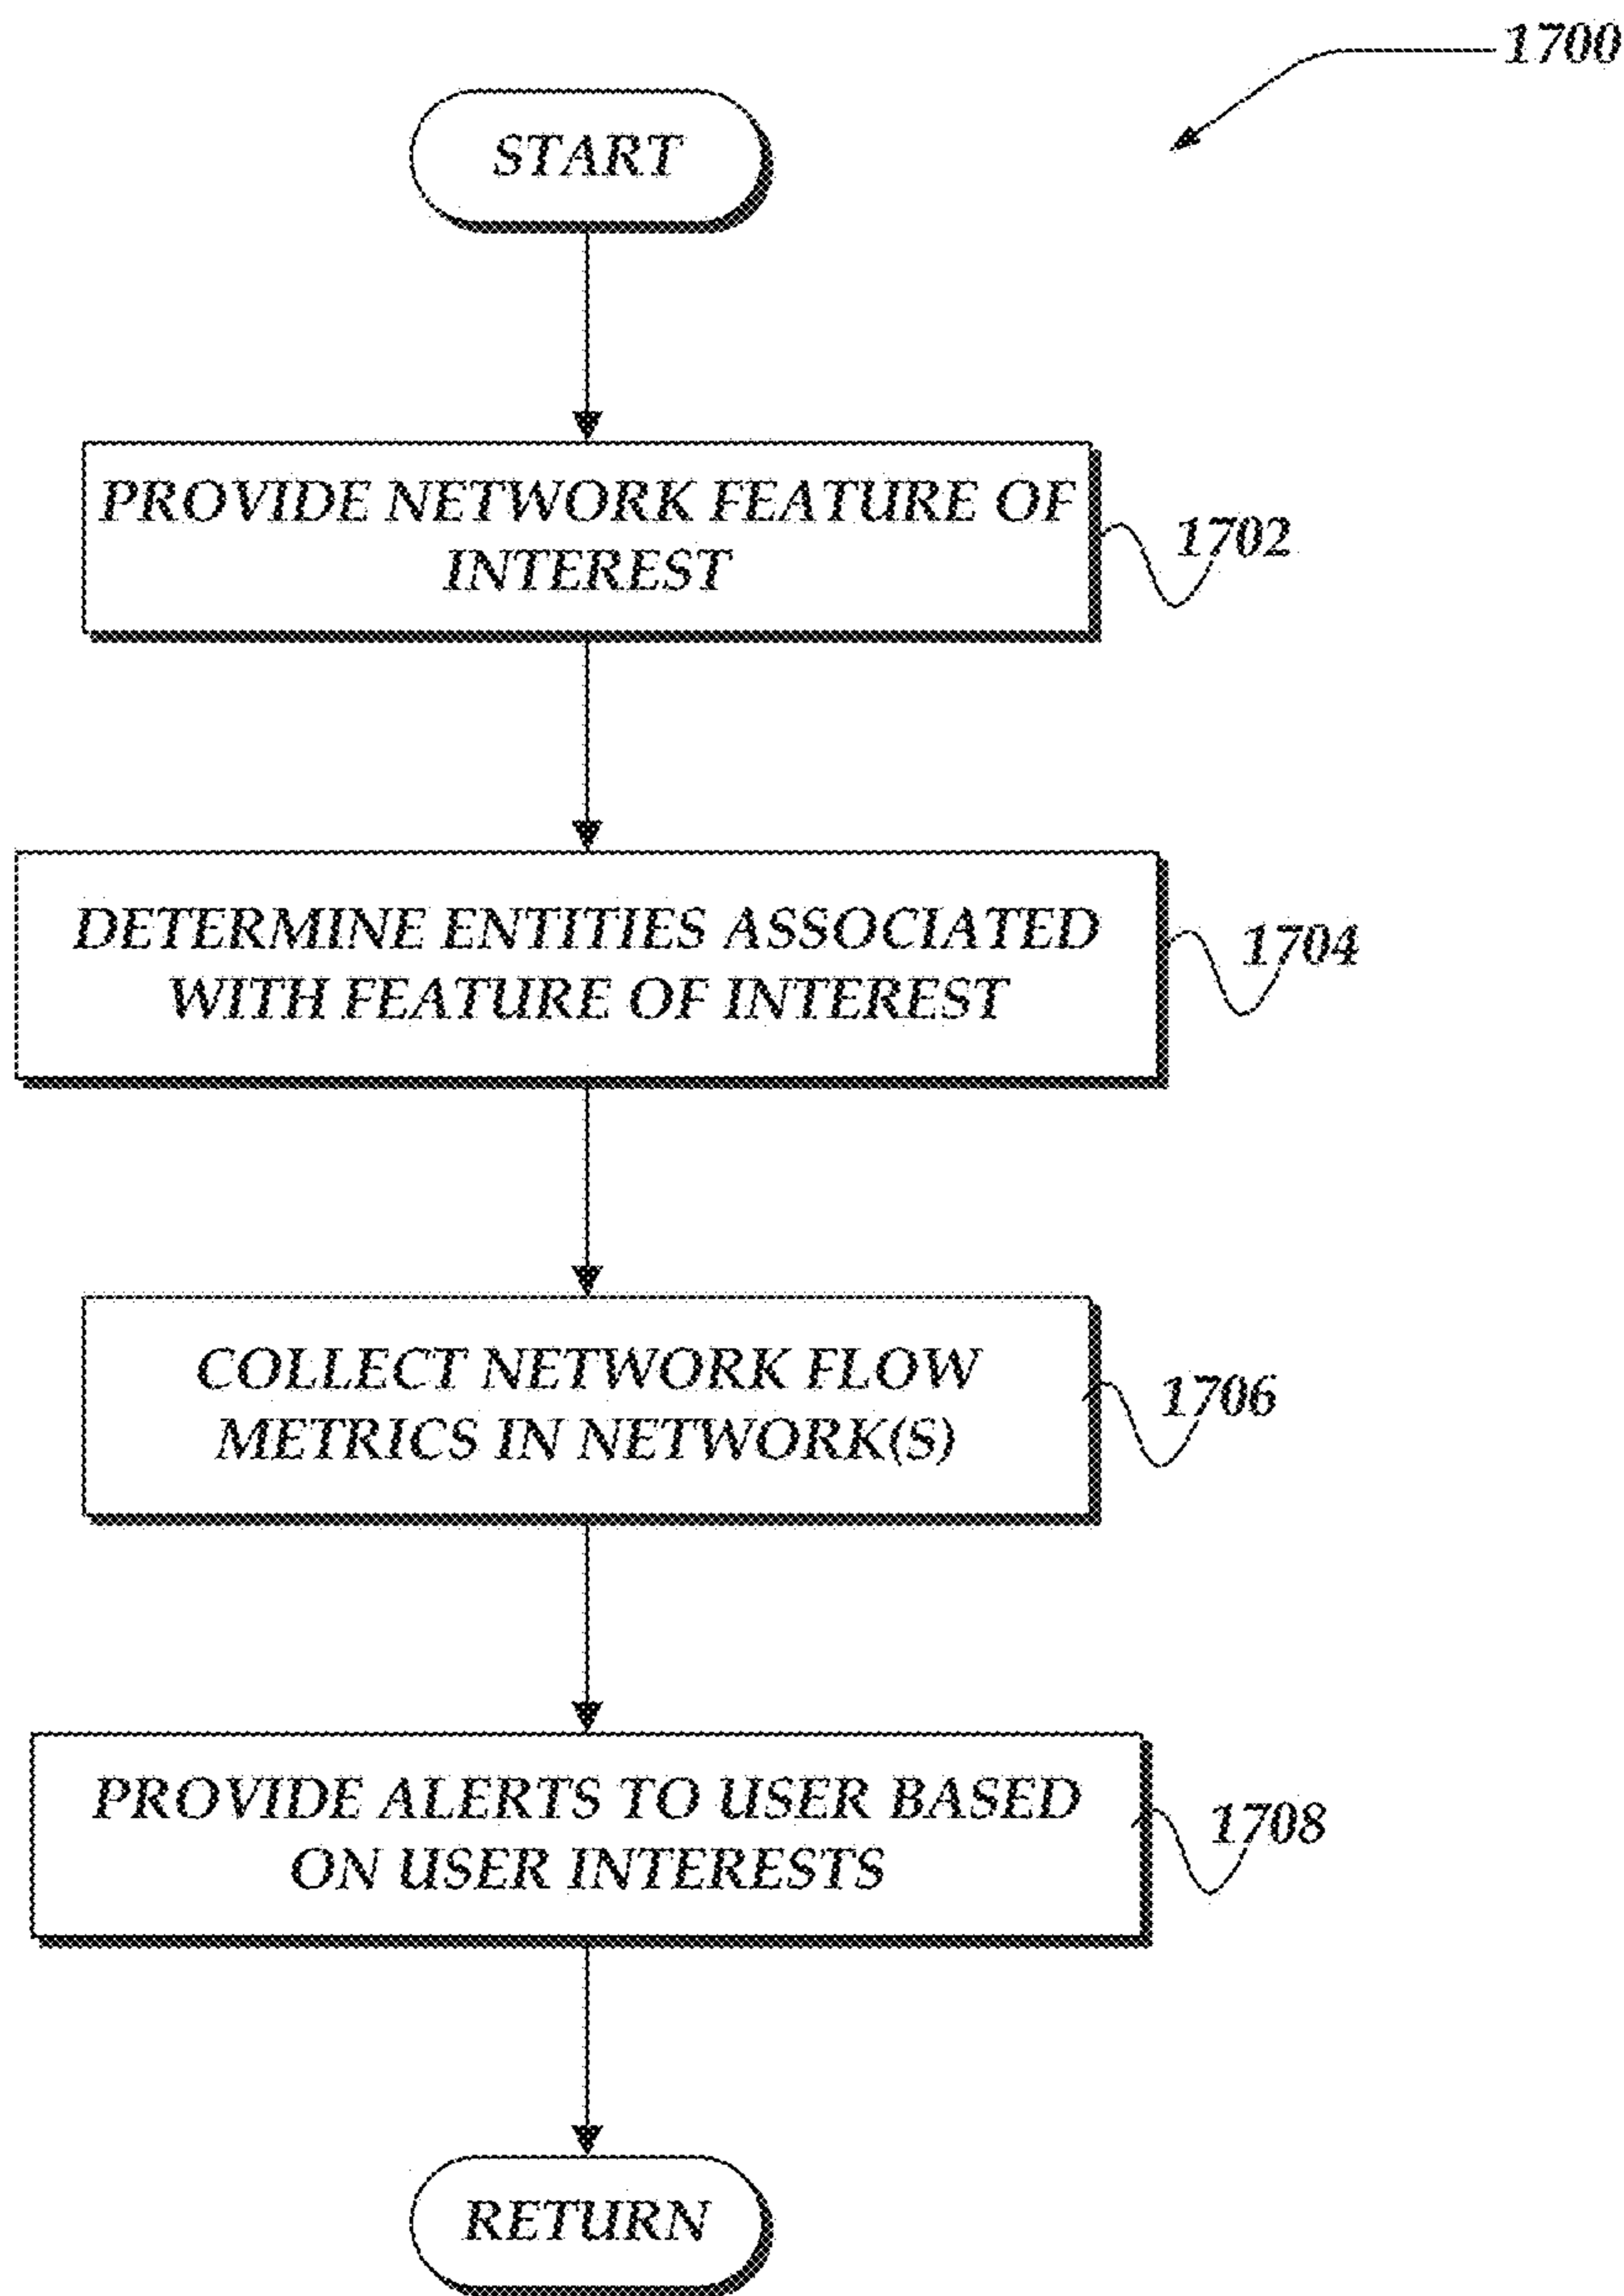 1700
START
PROVIDE NETWORK FEATURE OF
INTEREST
1702
DETERMINE ENTITIES ASSOCIATED
WITH FEATURE OF INTEREST
1704
COLLECT NETWORK FLOW
METRICS IN NETWORK(S)
1706
PROVIDE ALERTS TO USER BASED
ON USER INTERESTS
1708
RETURN